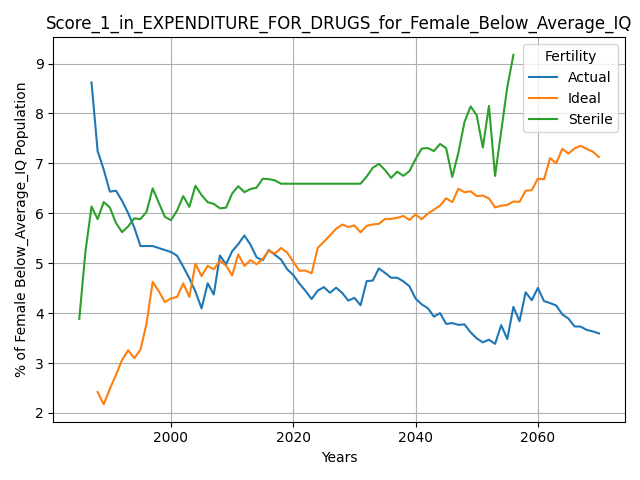 Score_1_in_EXPENDITURE_FOR_DRUGS_for_Female_Below_Average_IQ
Fertility
Actual
Ideal
Sterile
% of Female Below_Average_IQ Population
9
8
7
6
5
4
3
2
2000 2020 2040 2060
Years